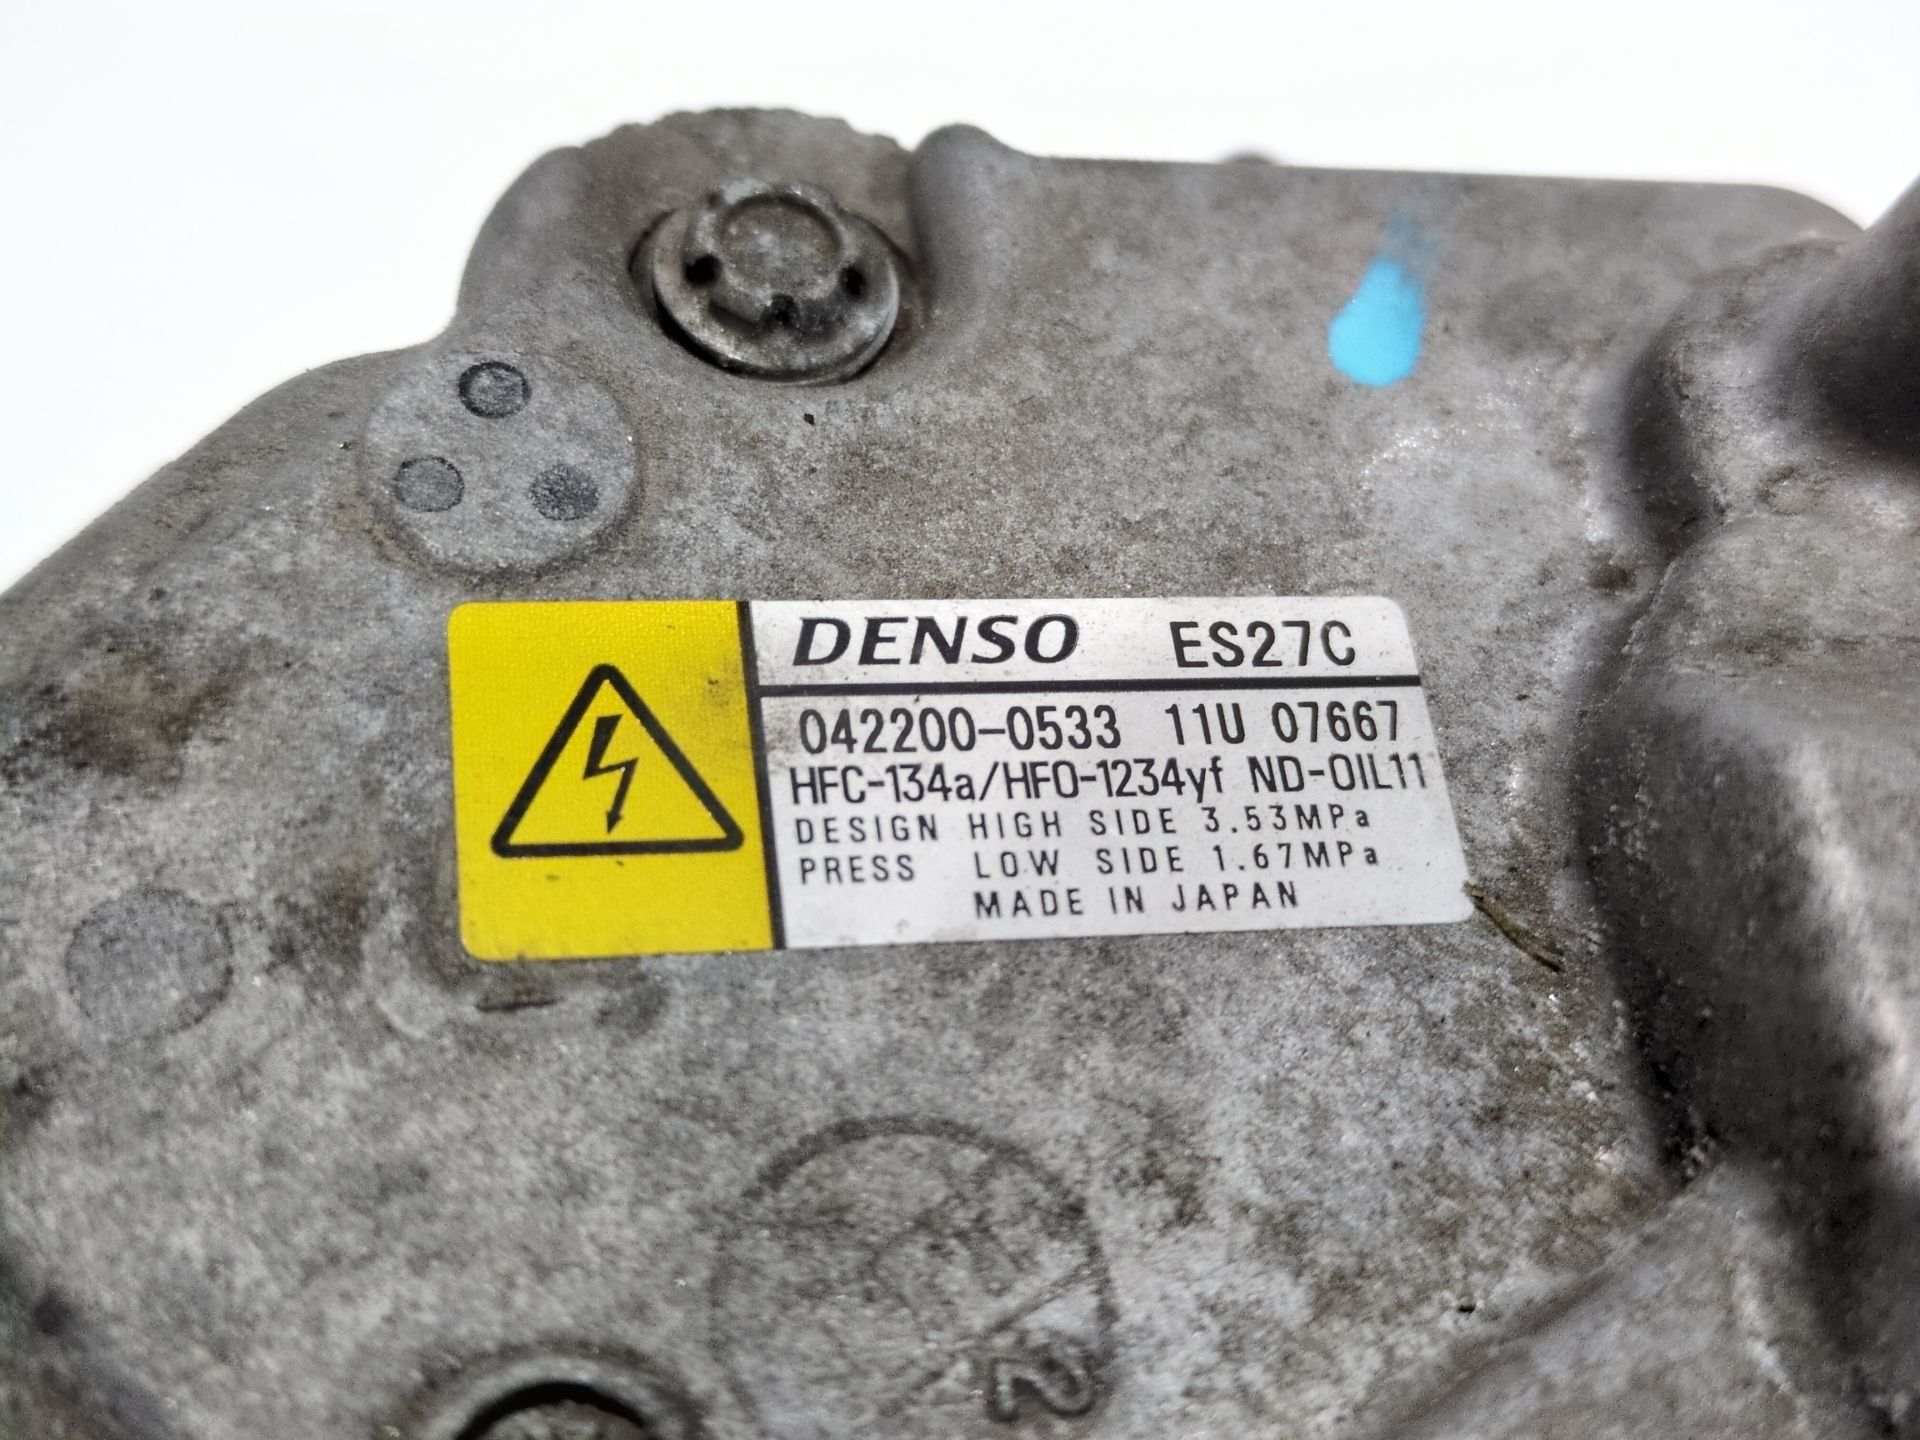 DENSO ES27C
042200-0533 11U 07667
HFC-134a/HFO-1234yf ND-OIL11
DESIGN HIGH SIDE 3.53MPa
PRESS LOW SIDE 1.67MPa
MADE IN JAPAN
2